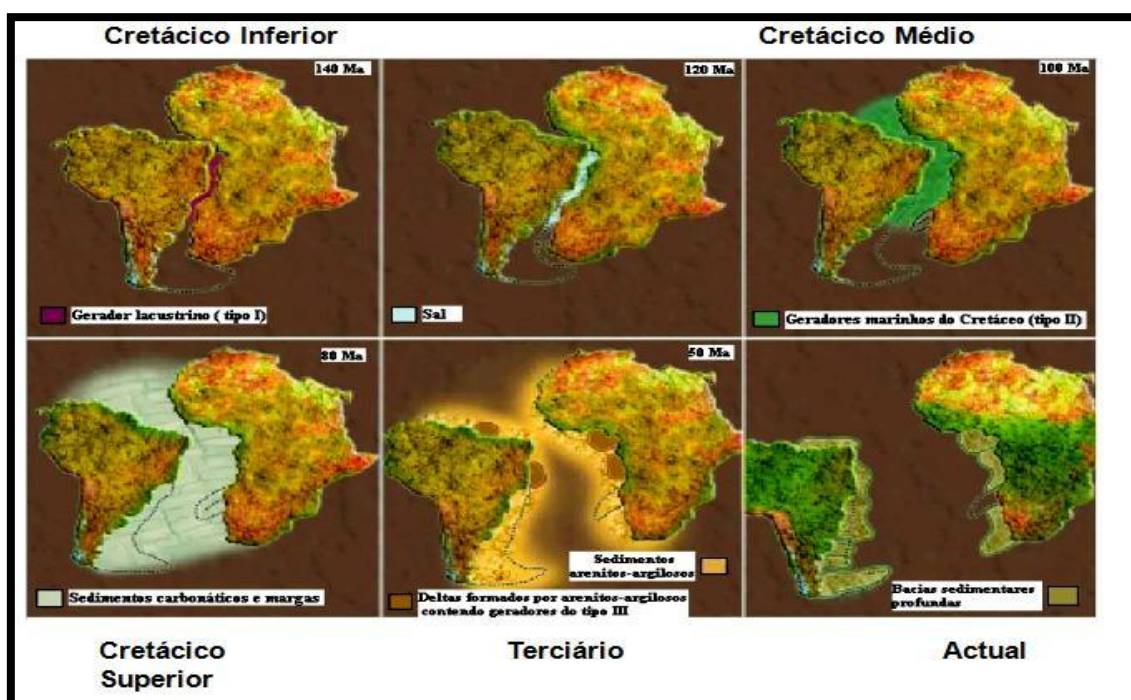 Cretácico Inferior
Cretácico Médio
140 Ma
120 Ma
100 Ma
Gerador lacustrino ( tipo I)
Sal
Geradores marinhos do Cretáceo (tipo II)
80 Ma
50 Ma
Sedimentos carbonáticos e margas
Sedimentos
arenitos-argilosos
Deltas formados por arenitos-argilosos
contendo geradores do tipo III
Bacias sedimentares
profundas
Cretácico
Superior
Terciário
Actual